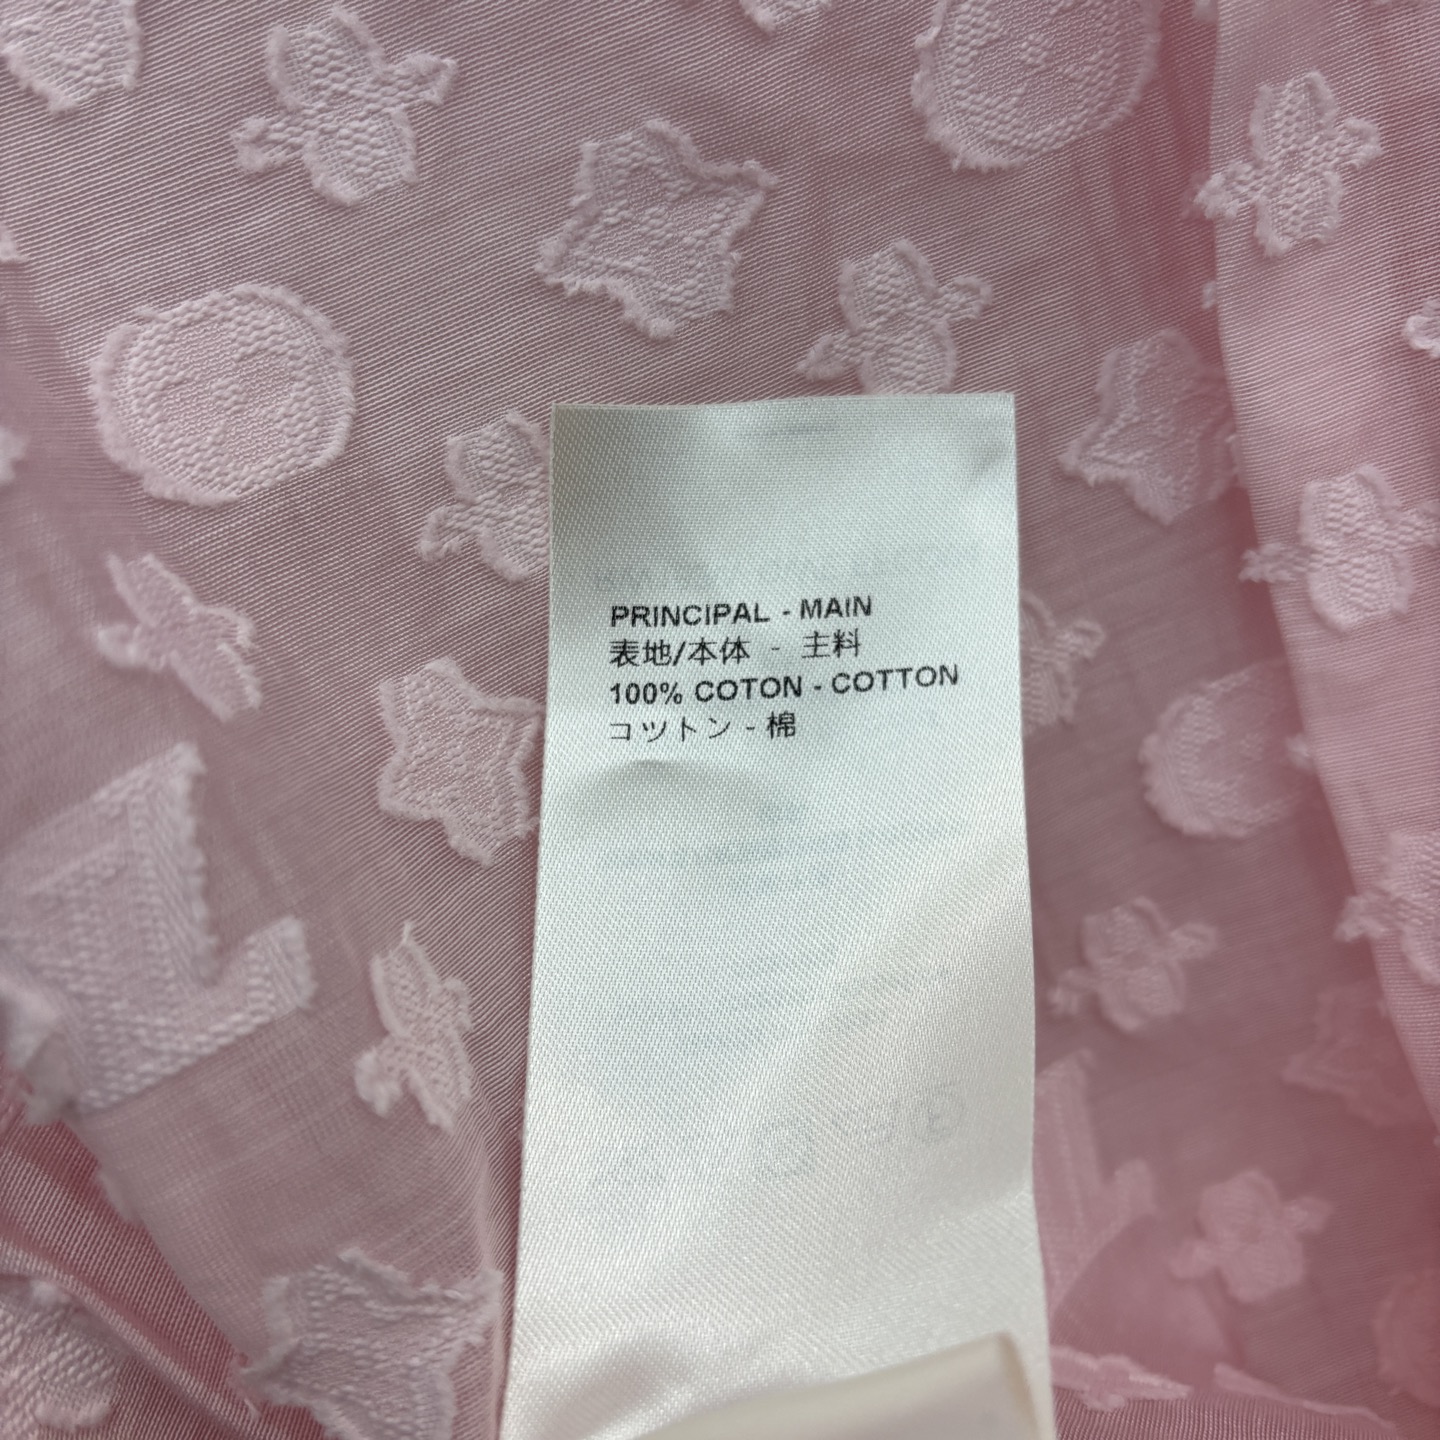 PRINCIPAL - MAIN
表地/本体 - 主料
100% COTON - COTTON
コットン - 棉